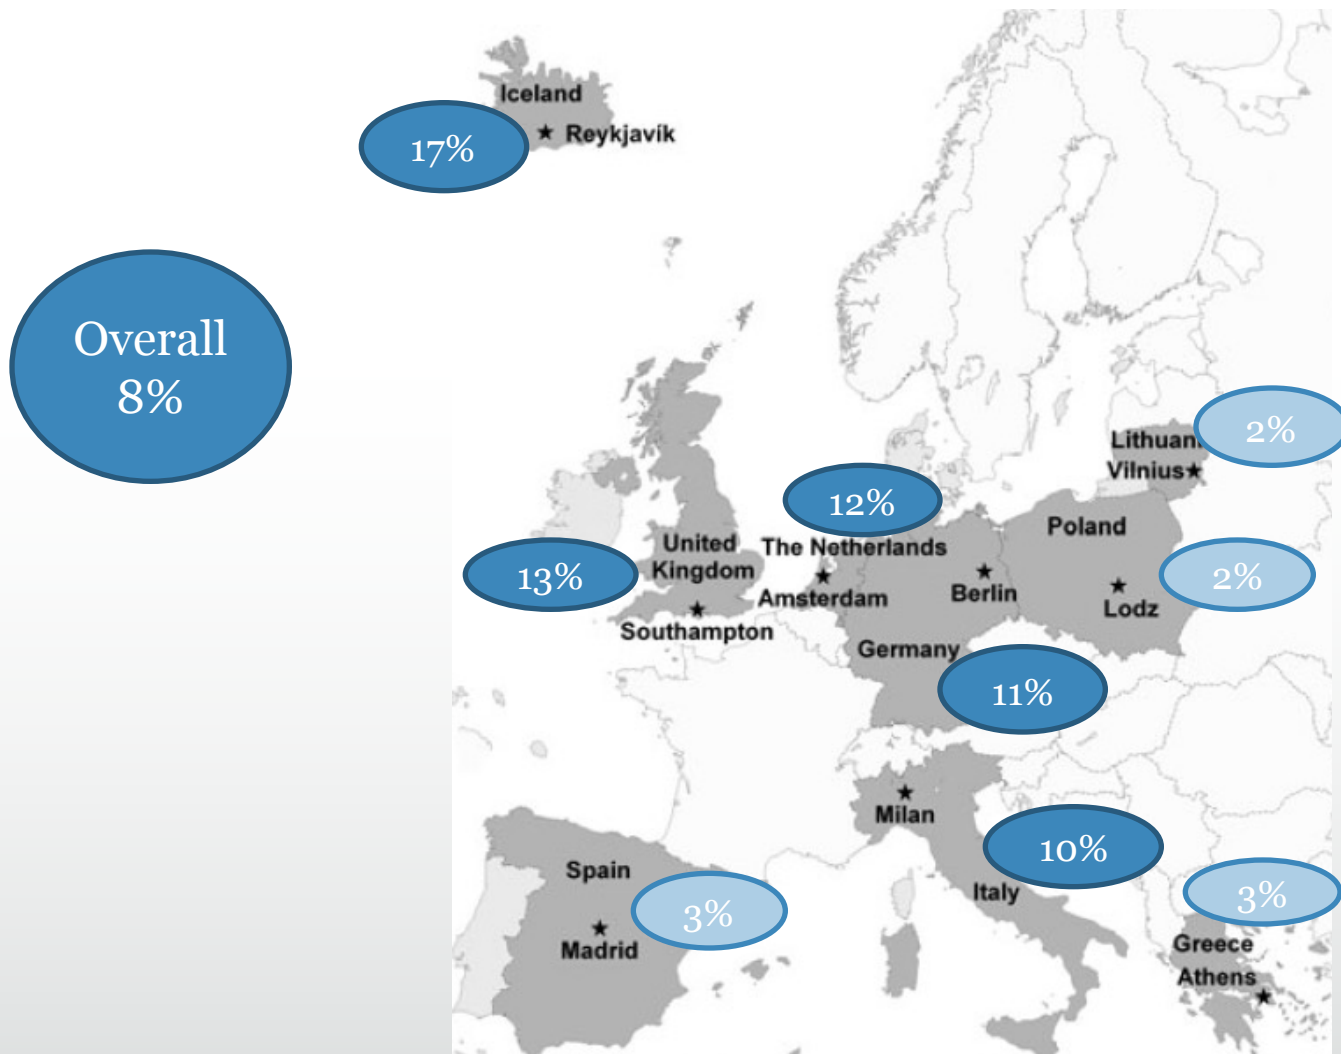 Iceland
Reykjavík
17%
Overall
8%
2%
Lithuani
Vilnius
12%
Poland
United
Kingdom
The Netherlands
13%
2%
Amsterdam
Berlin
Lodz
Southampton
Germany
11%
Milan
10%
Spain
Italy
3%
3%
Madrid
Greece
Athens